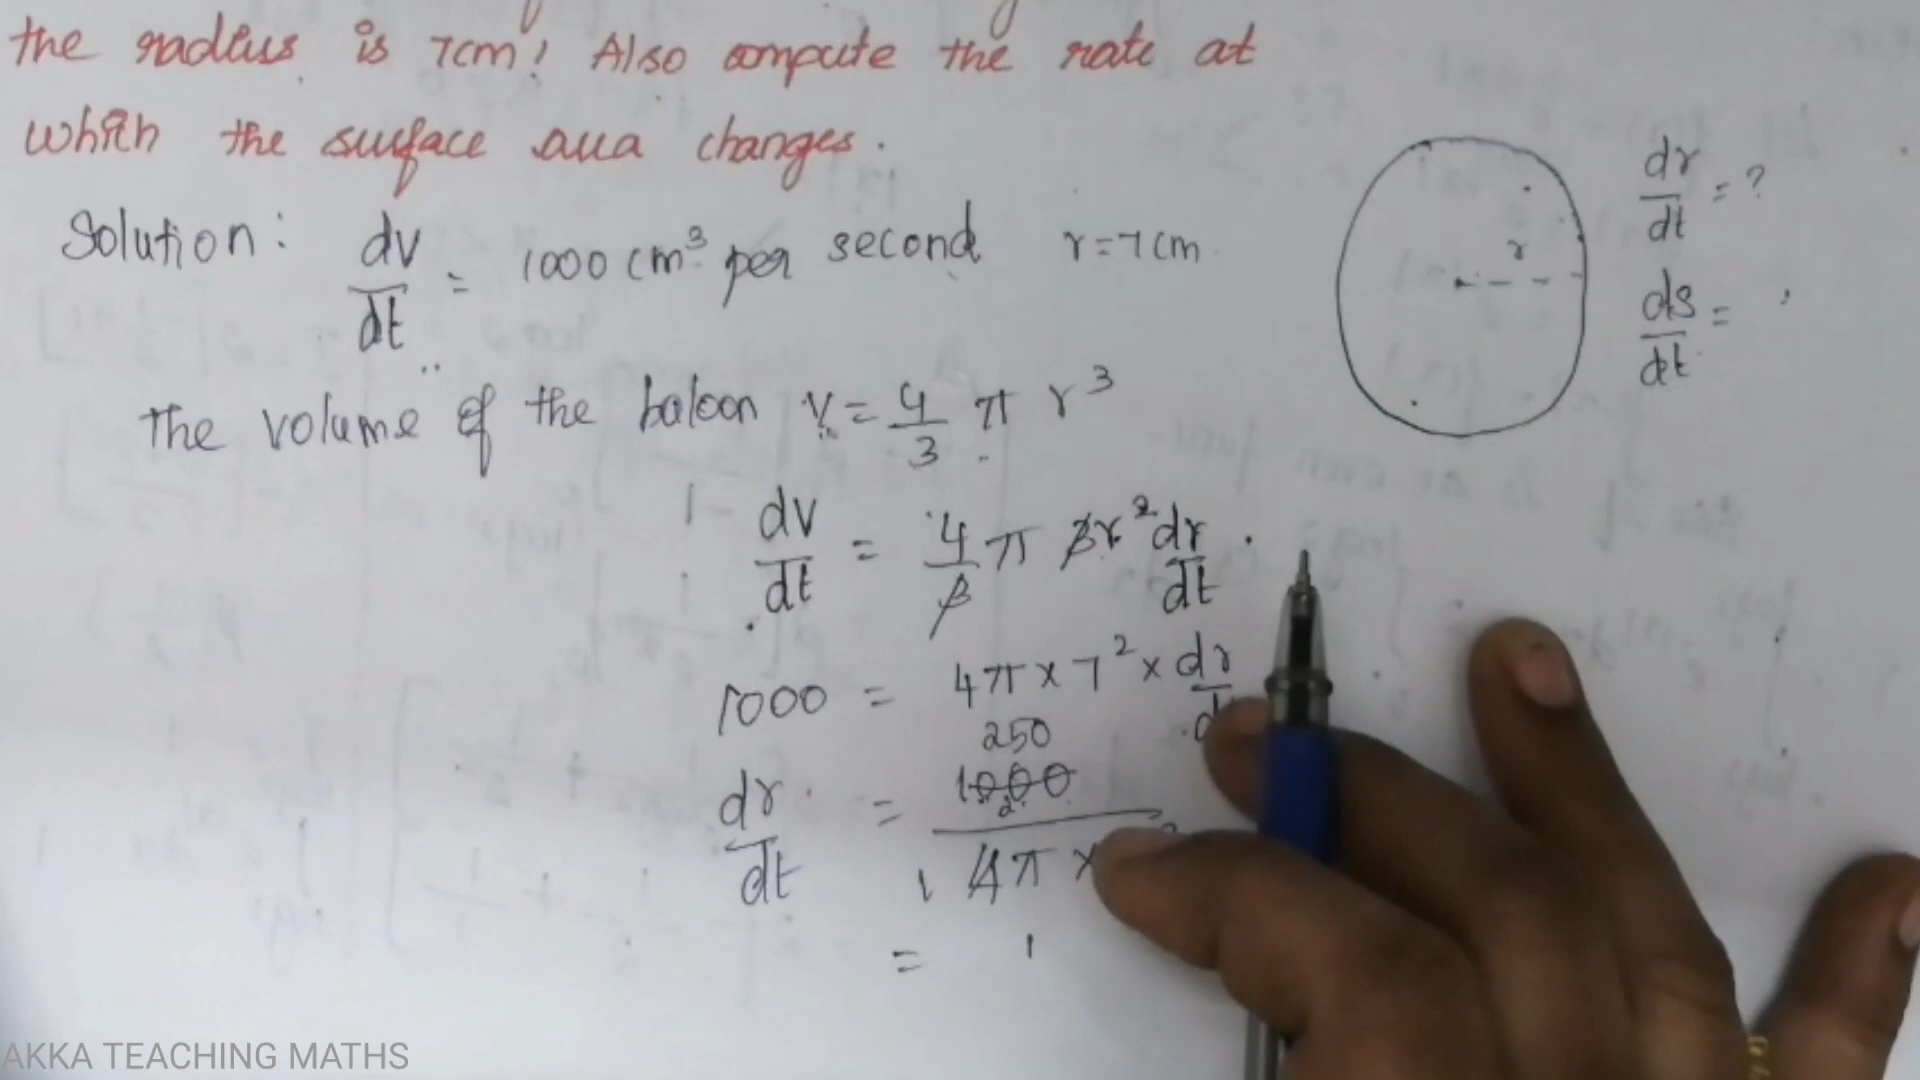 the radius is 7cm? Also compute the rate at
which the surface area changes.
Solution: dv/dt = 1000 cm³ per second r = 7cm
dr/dt = ?
ds/dt =
r
The volume of the baloon V = 4/3 π r³
dv/dt = 4/3 π 3r² dr/dt
1000 = 4π × 7² × dr
250
dr/dt = 1000 / 4π ×
1
=
AKKA TEACHING MATHS